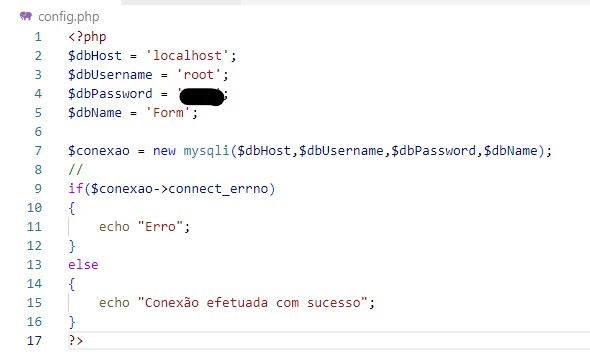 config.php
1 <?php
2 $dbHost = 'localhost';
3 $dbUsername = 'root';
4 $dbPassword = ' ;
5 $dbName = 'Form';
6
7 $conexao = new mysqli($dbHost,$dbUsername,$dbPassword,$dbName);
8 //
9 if($conexao->connect_errno)
10 {
11 echo "Erro";
12 }
13 else
14 {
15 echo "Conexão efetuada com sucesso";
16 }
17 ?>